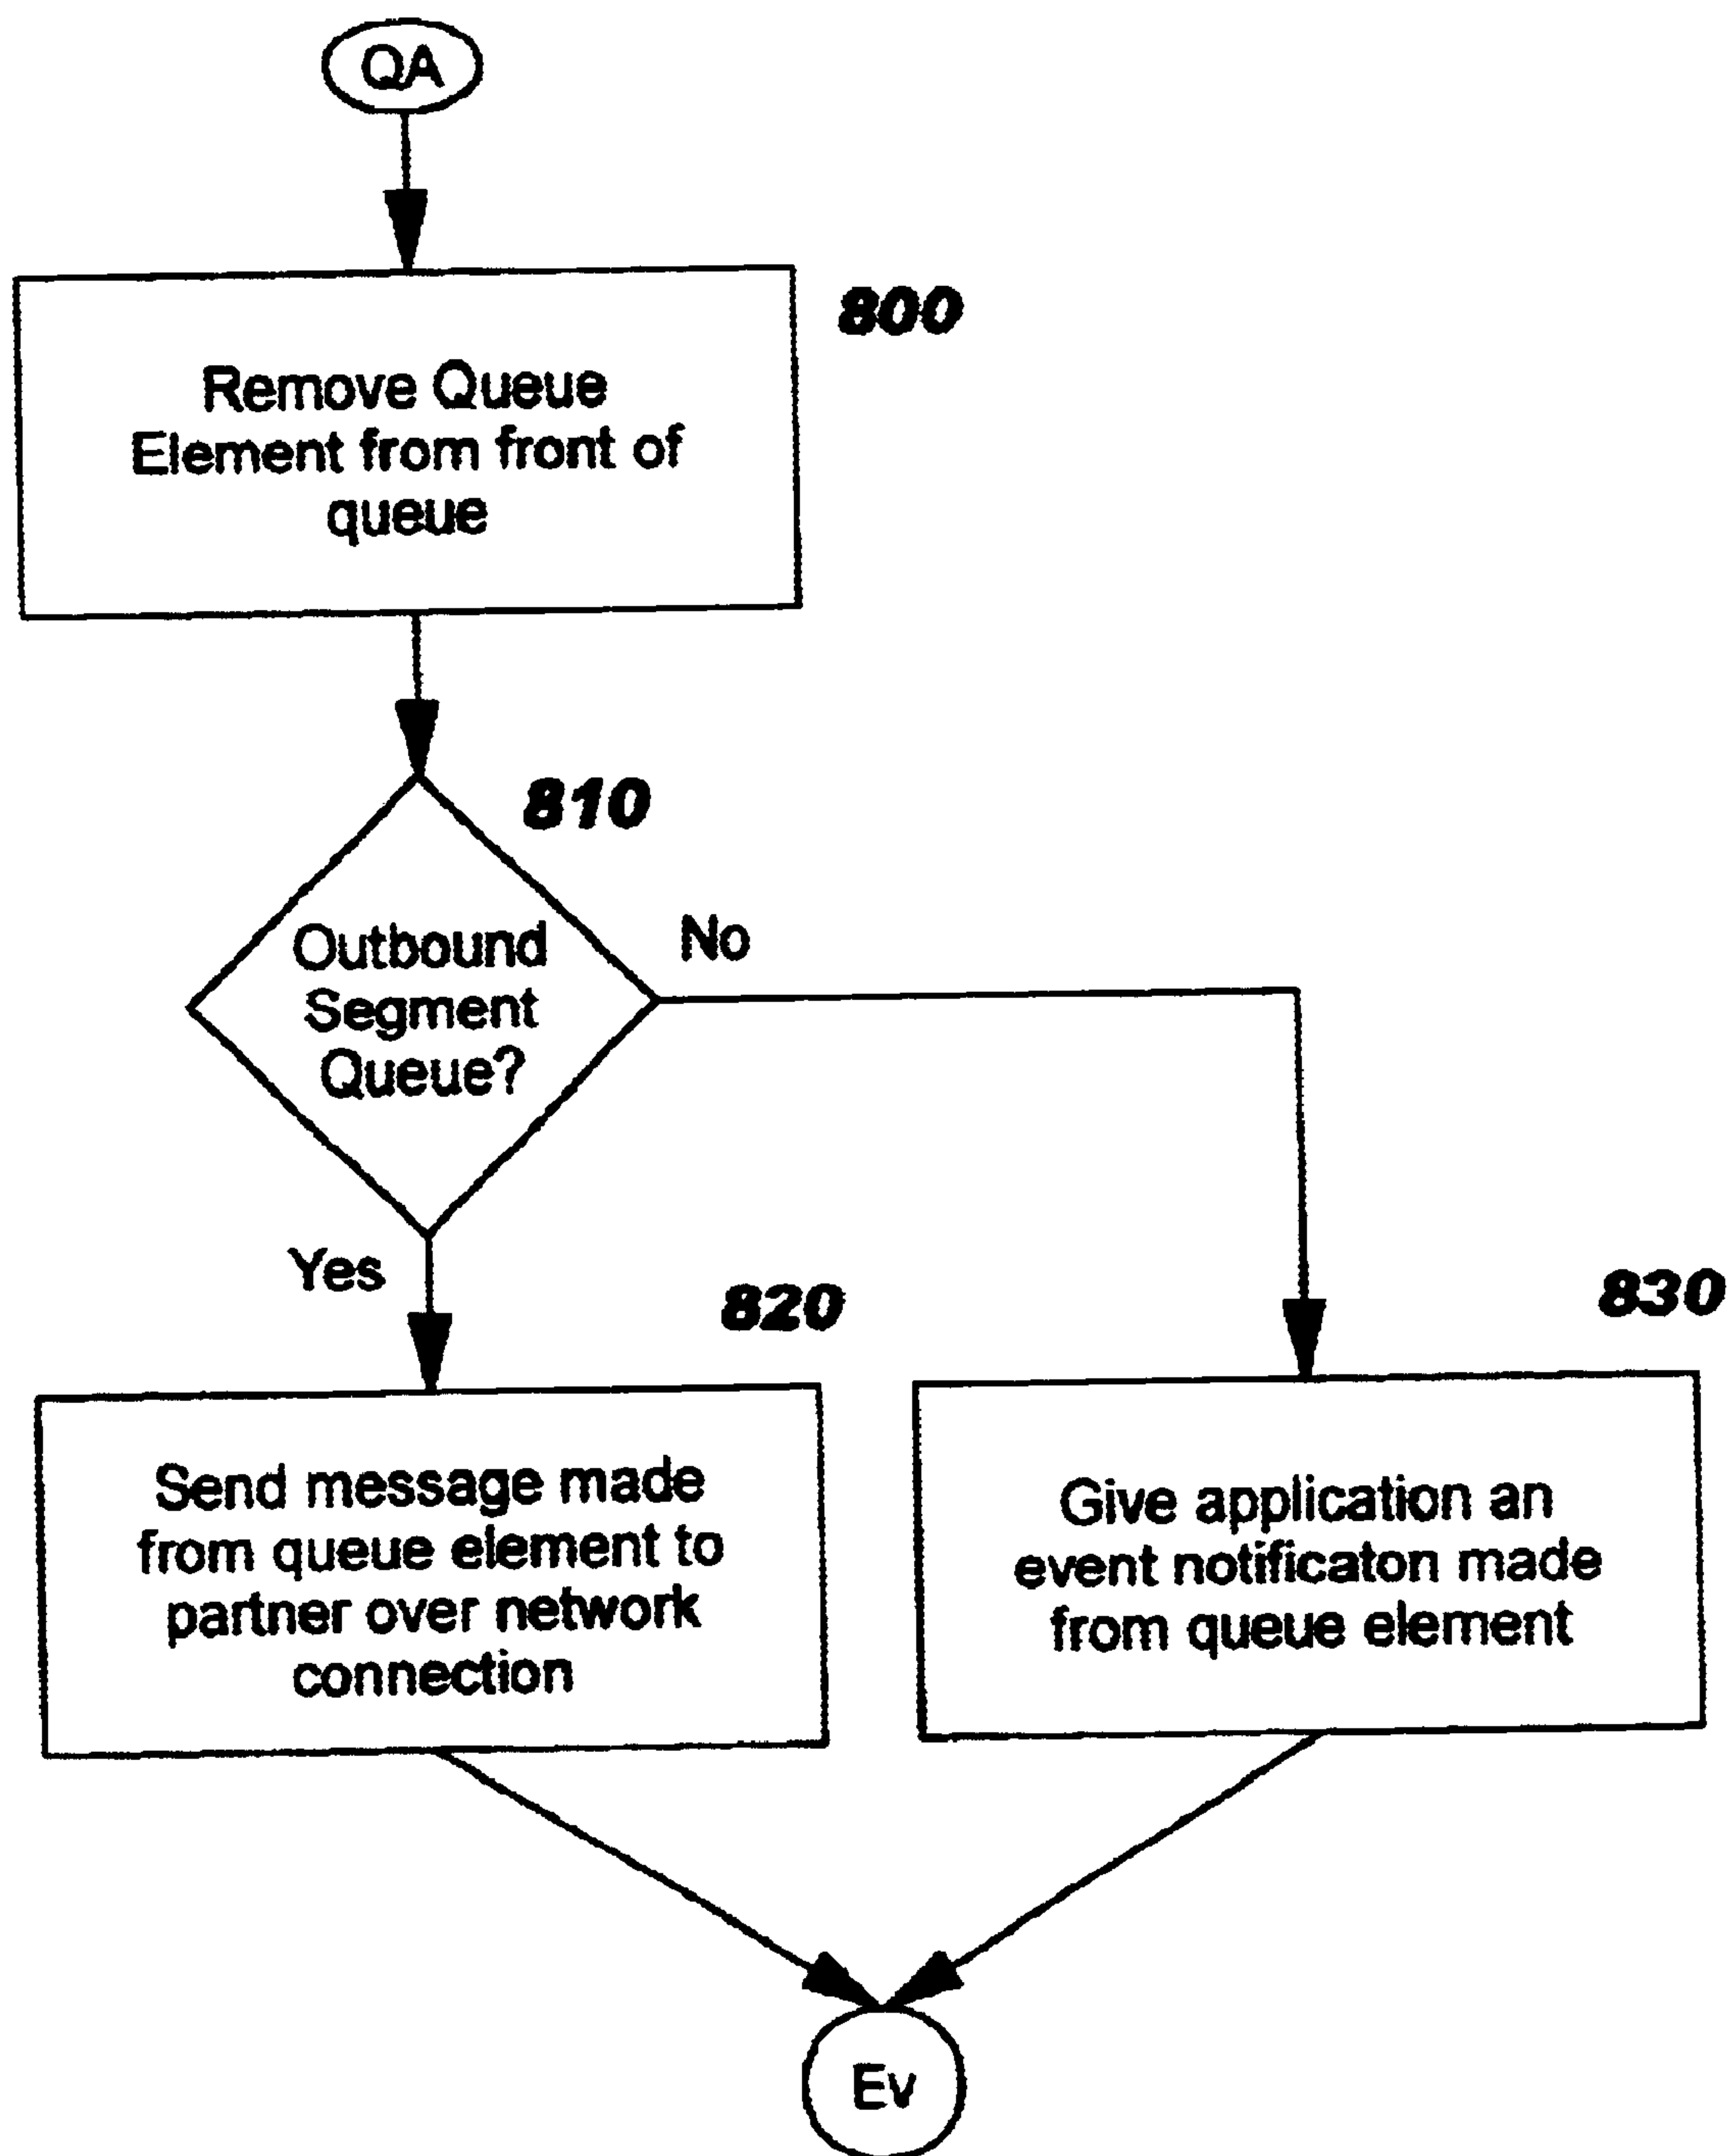 QA
800
Remove Queue
Element from front of
queue
810
Outbound
Segment
Queue?
No
Yes
820
830
Send message made
from queue element to
partner over network
connection
Give application an
event notificaton made
from queue element
Ev